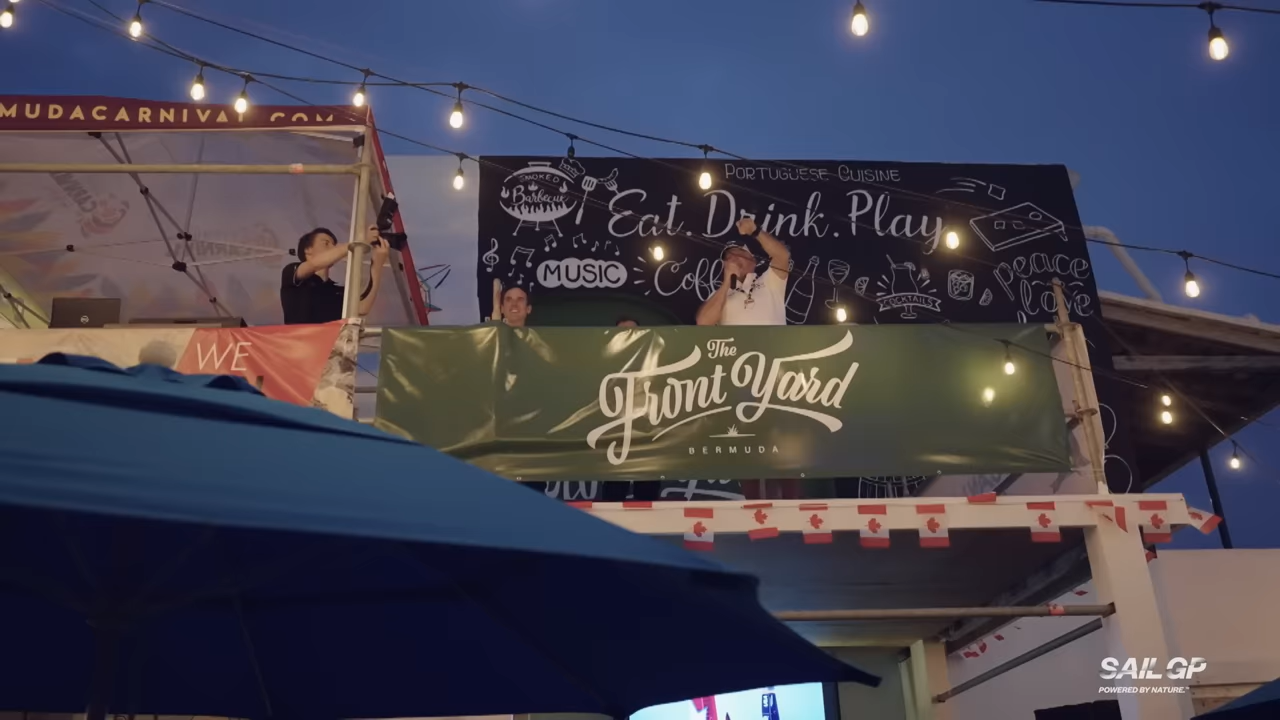 MUDACARNIVAL.COM
PORTUGUESE CUISINE
SMOKED
Barbecue
Eat. Drink. Play
MUSIC
Coff
COCKTAILS
peace
love
WE
The
Front Yard
BERMUDA
SAIL GP
POWERED BY NATURE.™